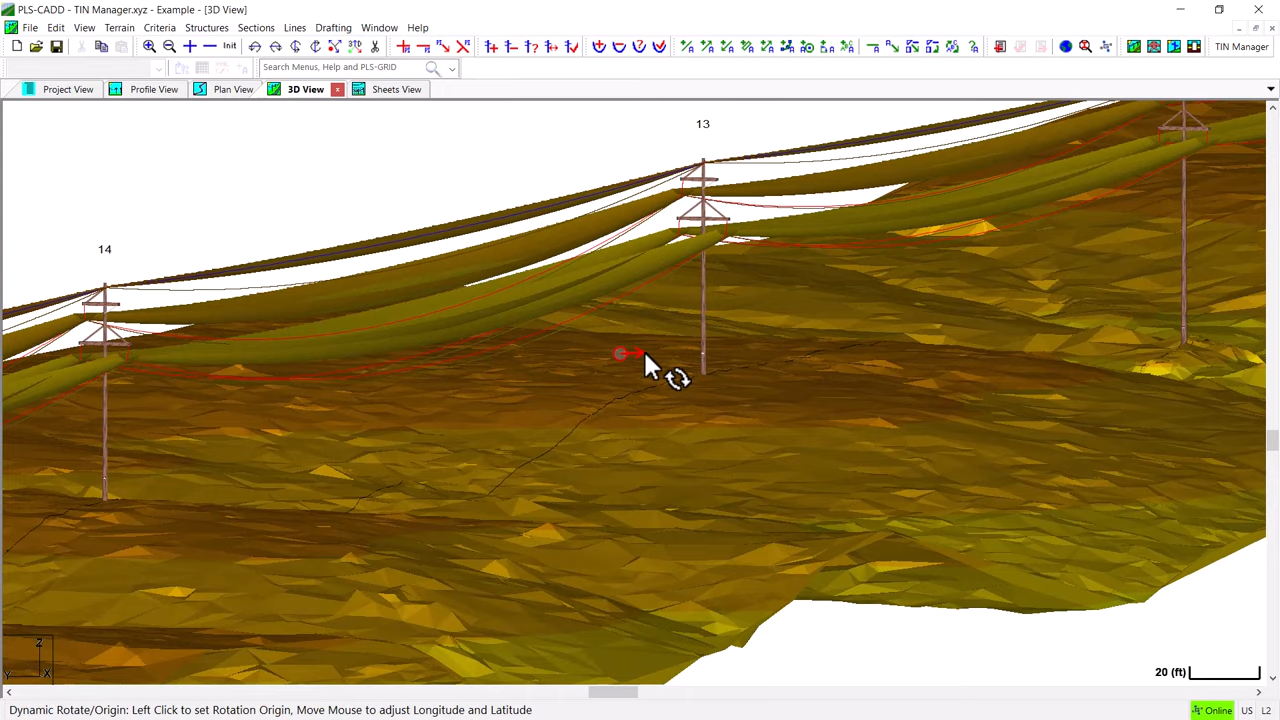 PLS-CADD - TIN Manager.xyz - Example - [3D View]
File Edit View Terrain Criteria Structures Sections Lines Drafting Window Help
Init
TIN Manager
Search Menus, Help and PLS-GRID
Project View Profile View Plan View 3D View x Sheets View
13
14
Z
Y X
20 (ft)
Dynamic Rotate/Origin: Left Click to set Rotation Origin, Move Mouse to adjust Longitude and Latitude
Online US L2